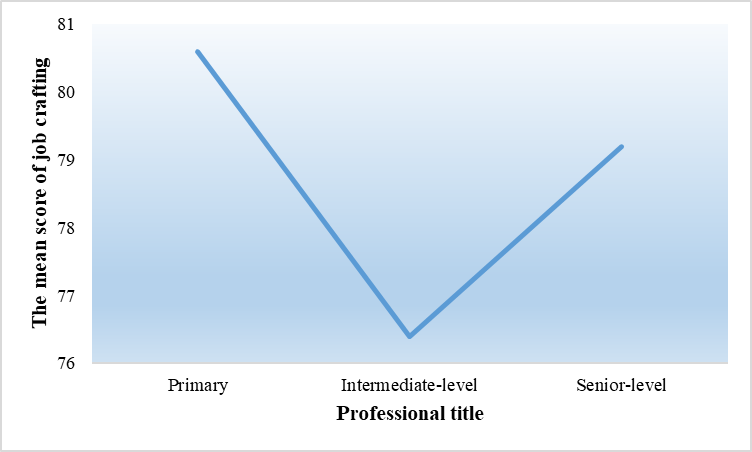 The mean score of job crafting
81
80
79
78
77
76
Primary
Intermediate-level
Senior-level
Professional title